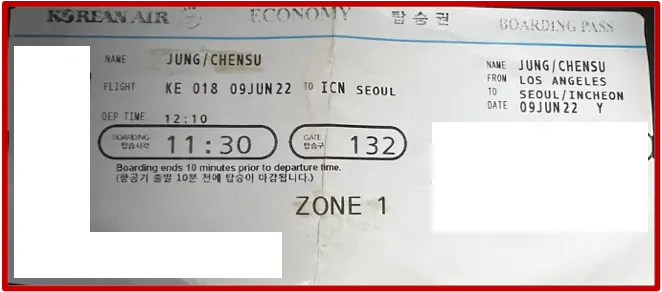 KOREAN AIR ECONOMY 탑승권 BOARDING PASS
NAME JUNG/CHENSU
FLIGHT KE 018 09JUN22 TO ICN SEOUL
DEP TIME 12:10
BOARDING 탑승시각 11:30 GATE 탑승구 132
Boarding ends 10 minutes prior to departure time.
(항공기 출발 10분 전에 탑승이 마감됩니다.)
ZONE 1
NAME JUNG/CHENSU
FROM LOS ANGELES
TO SEOUL/INCHEON
DATE 09JUN22 Y